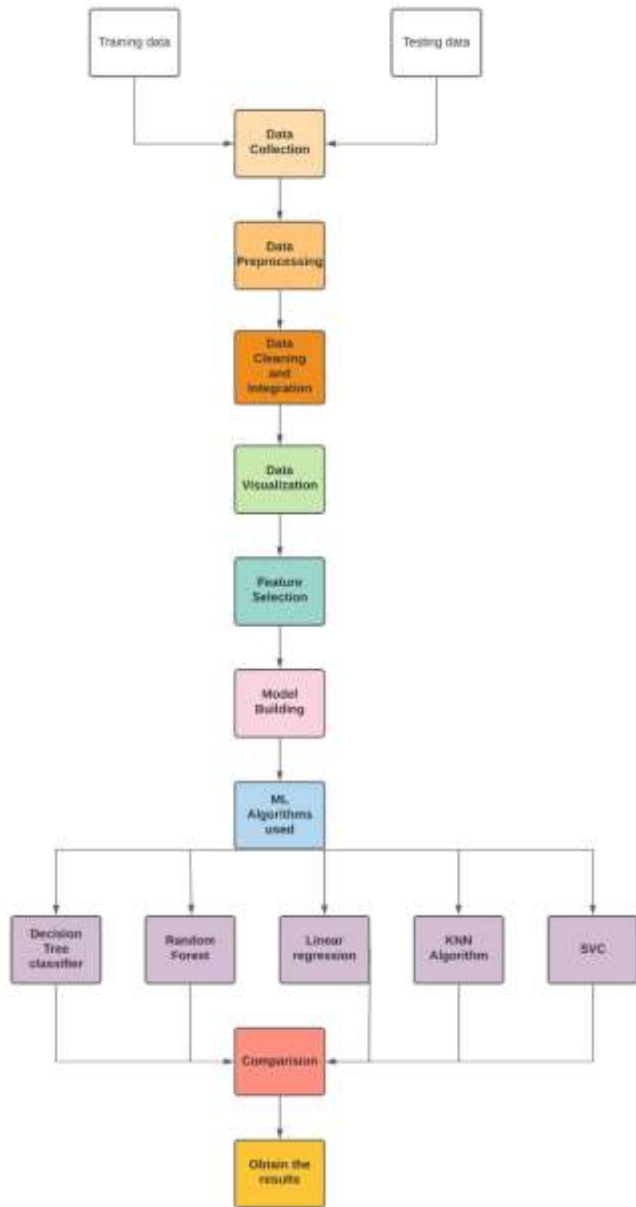 Training data
Testing data
Data
Collection
Data
Preprocessing
Data
Cleaning
and
Integration
Data
Visualization
Feature
Selection
Model
Building
ML
Algorithms
used
Decision
Tree
classifier
Random
Forest
Linear
regression
KNN
Algorithm
SVC
Comparision
Obtain the
results